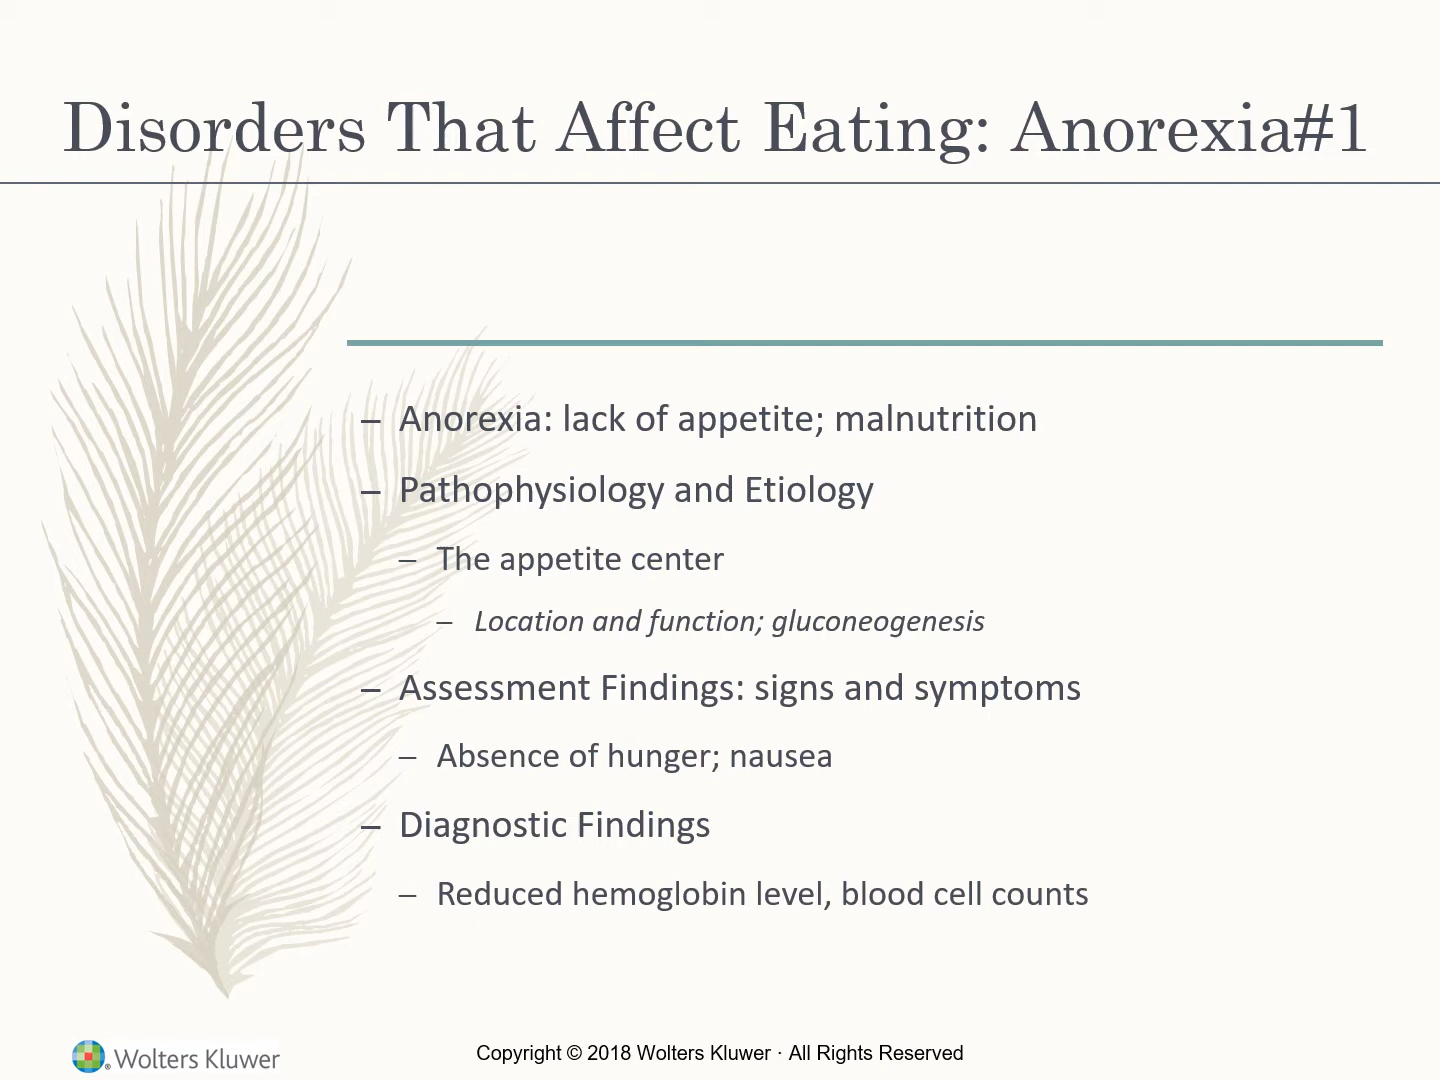 Disorders That Affect Eating: Anorexia#1
– Anorexia: lack of appetite; malnutrition
– Pathophysiology and Etiology
– The appetite center
– Location and function; gluconeogenesis
– Assessment Findings: signs and symptoms
– Absence of hunger; nausea
– Diagnostic Findings
– Reduced hemoglobin level, blood cell counts
® Wolters Kluwer
Copyright © 2018 Wolters Kluwer · All Rights Reserved